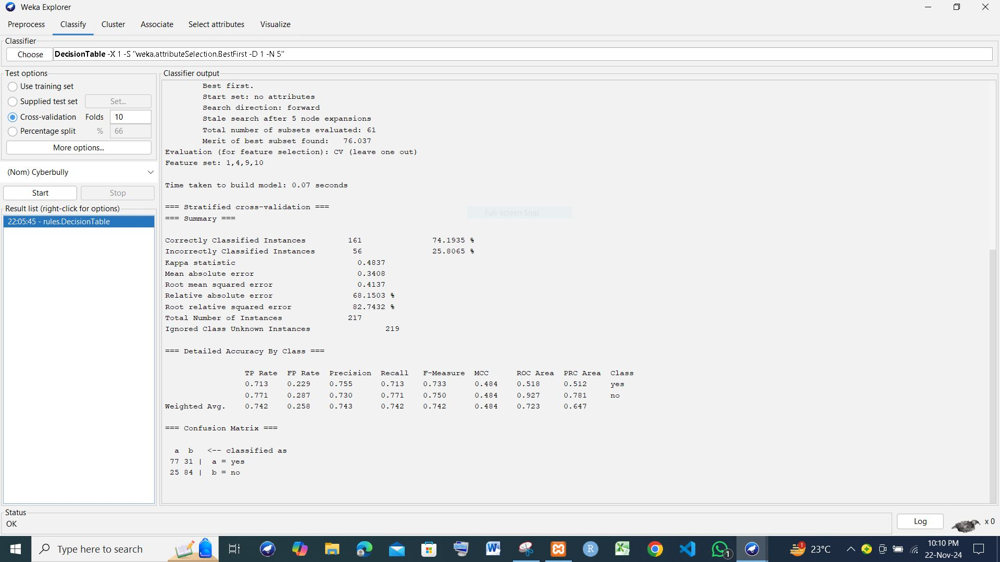 Weka Explorer
Preprocess Classify Cluster Associate Select attributes Visualize
Classifier
Choose DecisionTable -X 1 -S "weka.attributeSelection.BestFirst -D 1 -N 5"
Test options
Use training set
Supplied test set Set...
Cross-validation Folds 10
Percentage split % 66
More options...
(Nom) Cyberbully
Start Stop
Result list (right-click for options)
22:05:45 - rules.DecisionTable
Classifier output
Best first.
Start set: no attributes
Search direction: forward
Stale search after 5 node expansions
Total number of subsets evaluated: 61
Merit of best subset found: 76.037
Evaluation (for feature selection): CV (leave one out)
Feature set: 1,4,9,10
Time taken to build model: 0.07 seconds
=== Stratified cross-validation ===
Full-screen Snip
=== Summary ===
Correctly Classified Instances 161 74.1935 %
Incorrectly Classified Instances 56 25.8065 %
Kappa statistic 0.4837
Mean absolute error 0.3408
Root mean squared error 0.4137
Relative absolute error 68.1503 %
Root relative squared error 82.7432 %
Total Number of Instances 217
Ignored Class Unknown Instances 219
=== Detailed Accuracy By Class ===
TP Rate FP Rate Precision Recall F-Measure MCC ROC Area PRC Area Class
0.713 0.229 0.755 0.713 0.733 0.484 0.518 0.512 yes
0.771 0.287 0.730 0.771 0.750 0.484 0.927 0.781 no
Weighted Avg. 0.742 0.258 0.743 0.742 0.742 0.484 0.723 0.647
=== Confusion Matrix ===
a b <-- classified as
77 31 | a = yes
25 84 | b = no
Status
OK
Log x 0
Type here to search
1
1
23°C
10:10 PM
22-Nov-24